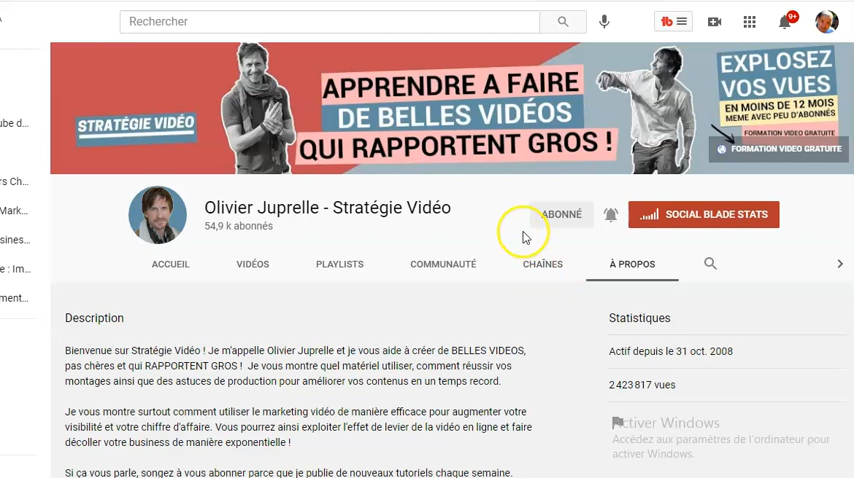 Rechercher
9+
ube d...
rs Ch...
Mark...
sines...
e : Im...
ment...
STRATÉGIE VIDÉO
APPRENDRE A FAIRE
DE BELLES VIDÉOS
QUI RAPPORTENT GROS !
EXPLOSEZ
VOS VUES
EN MOINS DE 12 MOIS
MEME AVEC PEU D'ABONNÉS
FORMATION VIDEO GRATUITE
FORMATION VIDEO GRATUITE
Olivier Juprelle - Stratégie Vidéo
54,9 k abonnés
ABONNÉ
SOCIAL BLADE STATS
ACCUEIL VIDÉOS PLAYLISTS COMMUNAUTÉ CHAÎNES À PROPOS
Description
Bienvenue sur Stratégie Vidéo ! Je m'appelle Olivier Juprelle et je vous aide à créer de BELLES VIDEOS,
pas chères et qui RAPPORTENT GROS ! Je vous montre quel matériel utiliser, comment réussir vos
montages ainsi que des astuces de production pour améliorer vos contenus en un temps record.
Je vous montre surtout comment utiliser le marketing vidéo de manière efficace pour augmenter votre
visibilité et votre chiffre d'affaire. Vous pourrez ainsi exploiter l'effet de levier de la vidéo en ligne et faire
décoller votre business de manière exponentielle !
Si ça vous parle, songez à vous abonner parce que je publie de nouveaux tutoriels chaque semaine.
Statistiques
Actif depuis le 31 oct. 2008
2 423 817 vues
Activer Windows
Accédez aux paramètres de l'ordinateur pour
activer Windows.